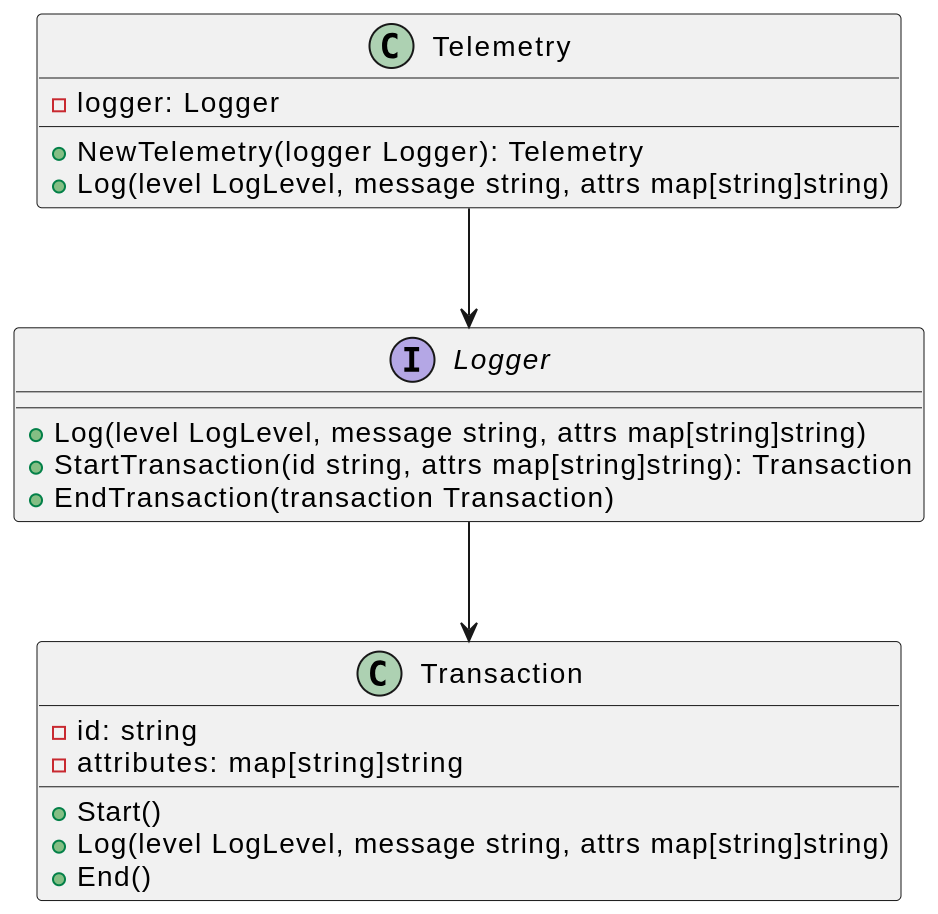 C Telemetry
logger: Logger
NewTelemetry(logger Logger): Telemetry
Log(level LogLevel, message string, attrs map[string]string)
I Logger
Log(level LogLevel, message string, attrs map[string]string)
StartTransaction(id string, attrs map[string]string): Transaction
EndTransaction(transaction Transaction)
C Transaction
id: string
attributes: map[string]string
Start()
Log(level LogLevel, message string, attrs map[string]string)
End()